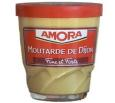 AMORA
MOUTARDE DE DIJON
Fine et Forte